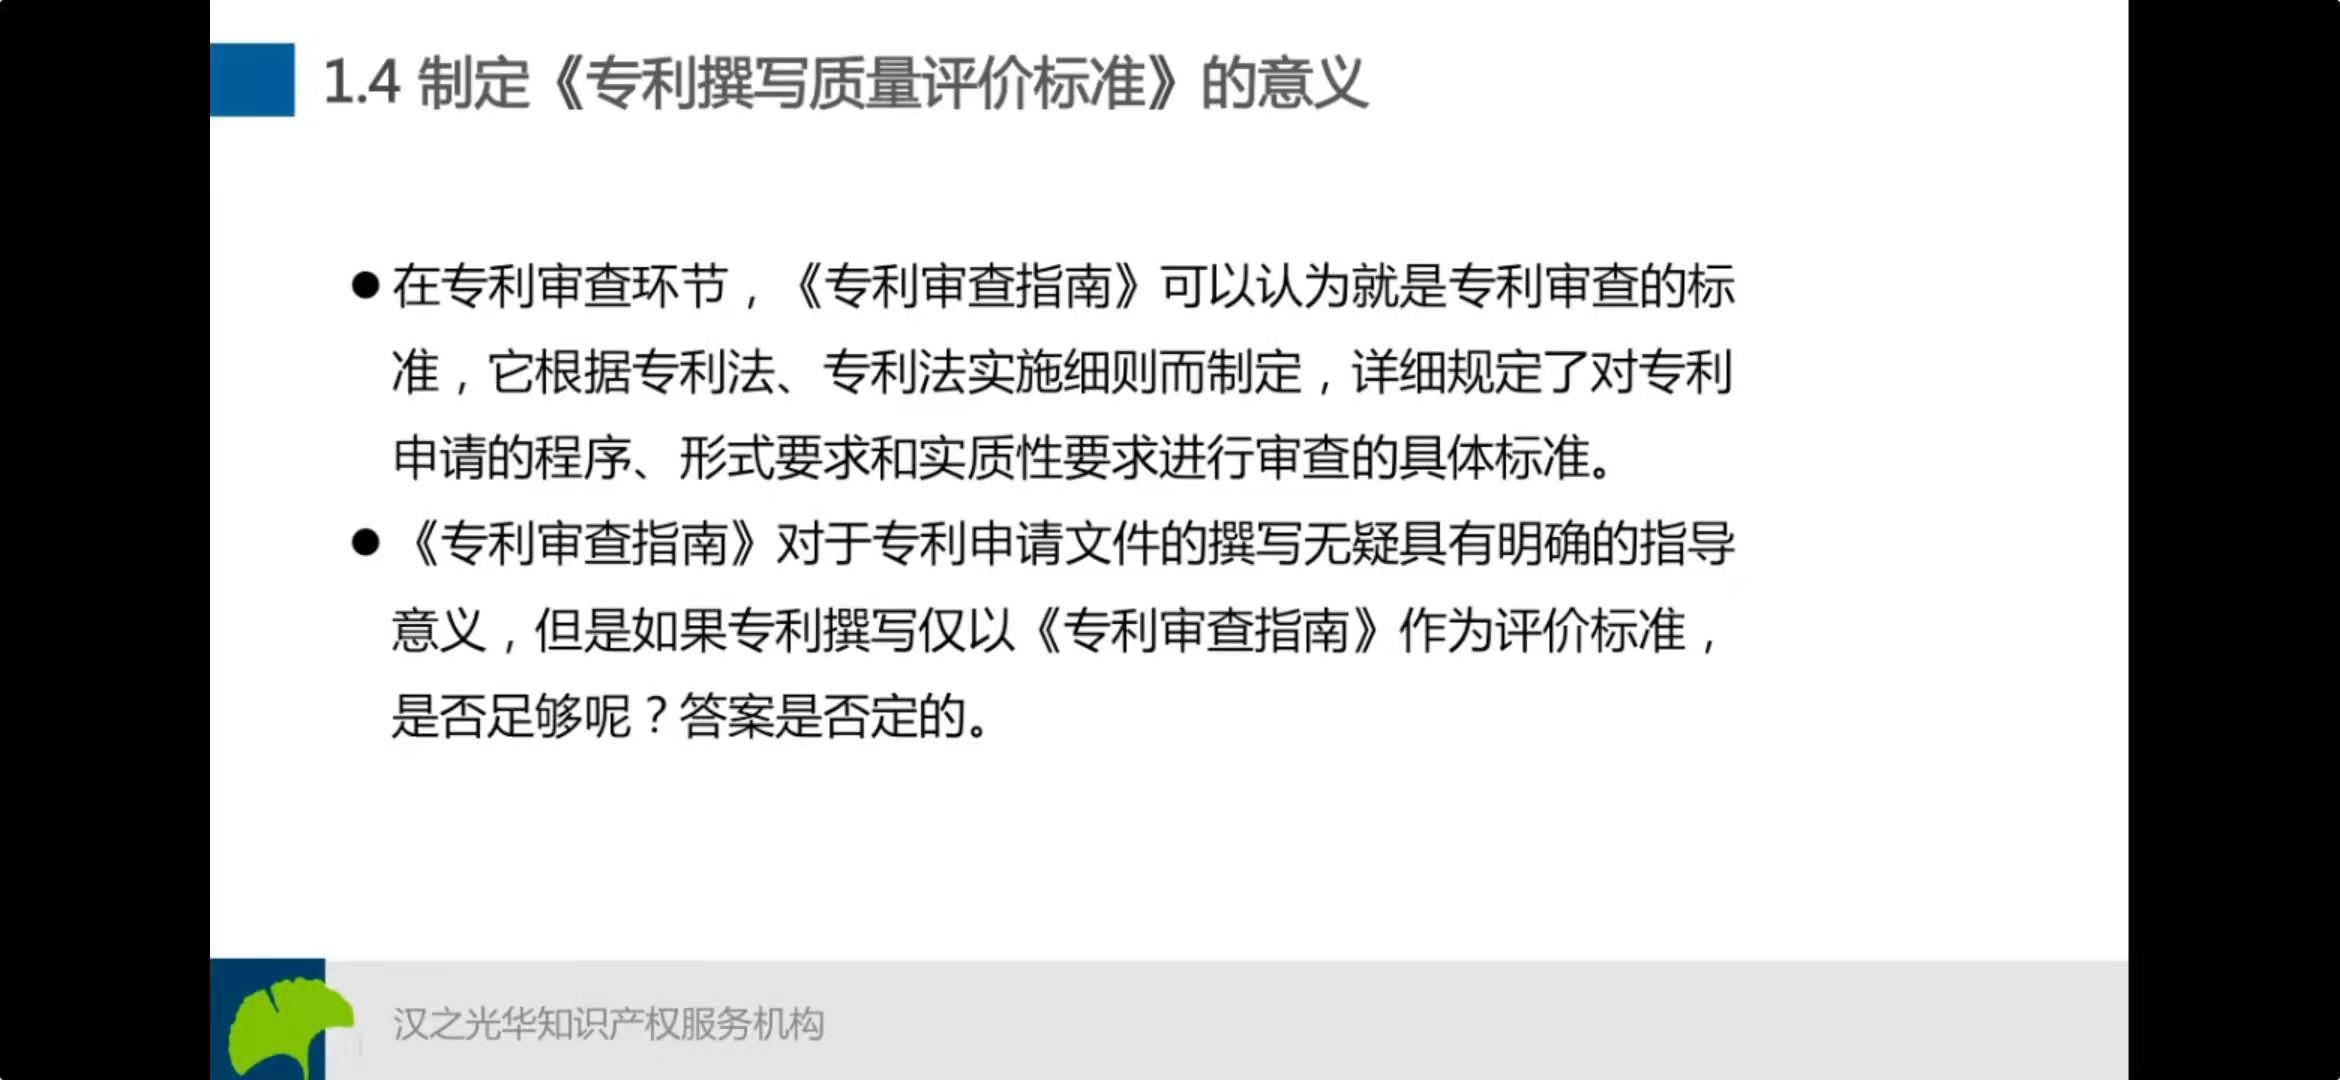 1.4 制定《专利撰写质量评价标准》的意义
●在专利审查环节，《专利审查指南》可以认为就是专利审查的标
准，它根据专利法、专利法实施细则而制定，详细规定了对专利
申请的程序、形式要求和实质性要求进行审查的具体标准。
●《专利审查指南》对于专利申请文件的撰写无疑具有明确的指导
意义，但是如果专利撰写仅以《专利审查指南》作为评价标准，
是否足够呢？答案是否定的。
汉之光华知识产权服务机构